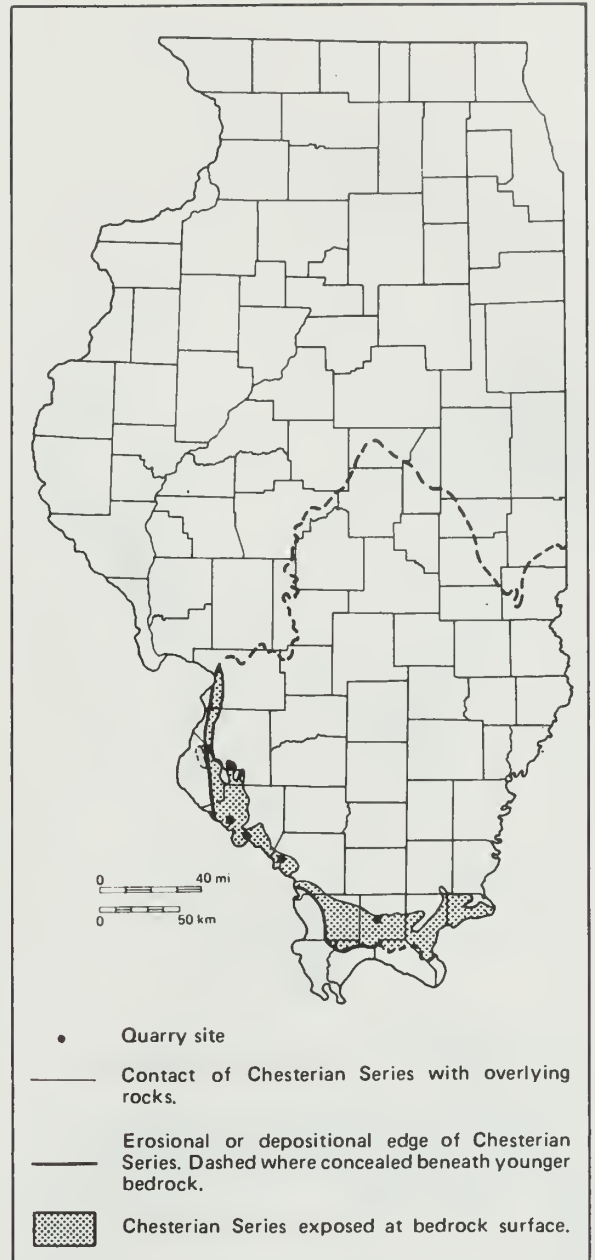 0 40 mi
0 50 km
Quarry site
Contact of Chesterian Series with overlying
rocks.
Erosional or depositional edge of Chesterian
Series. Dashed where concealed beneath younger
bedrock.
Chesterian Series exposed at bedrock surface.